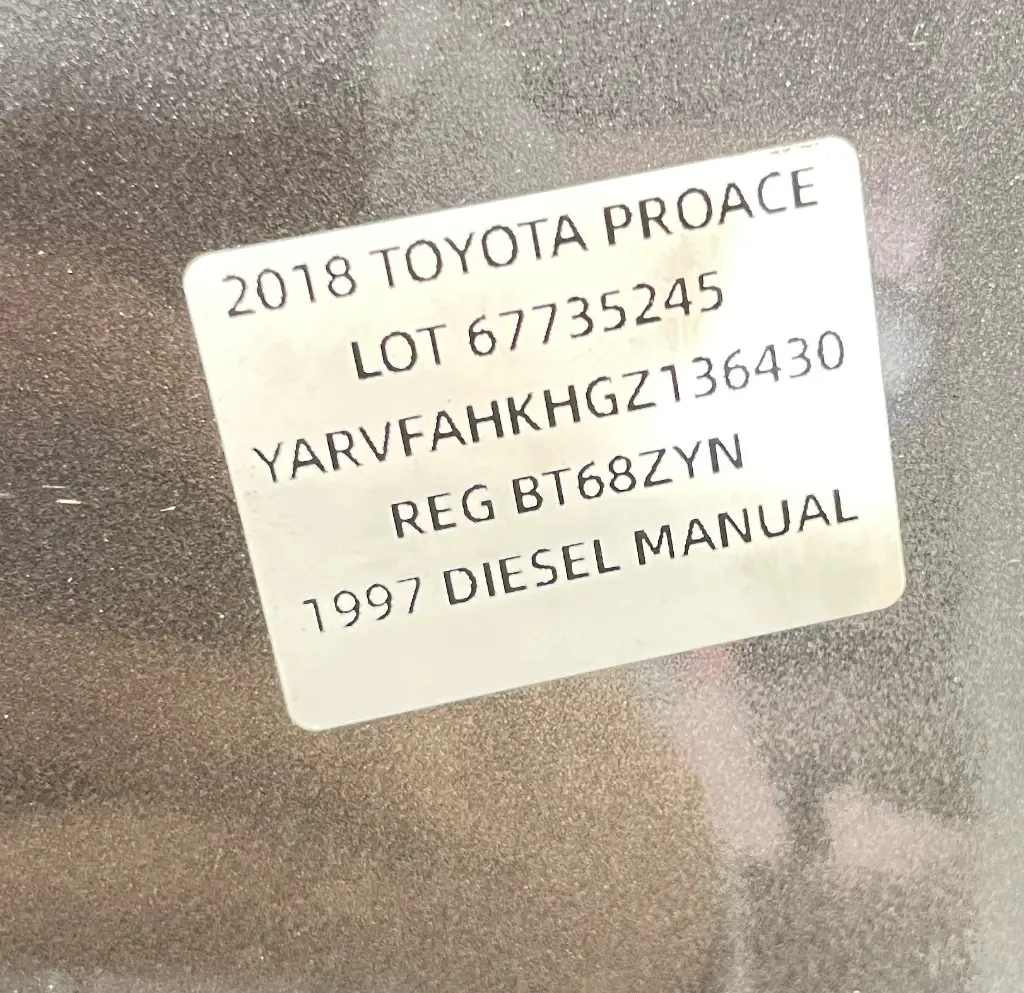 2018 TOYOTA PROACE
LOT 67735245
YARVFAHKHGZ136430
REG BT68ZYN
1997 DIESEL MANUAL